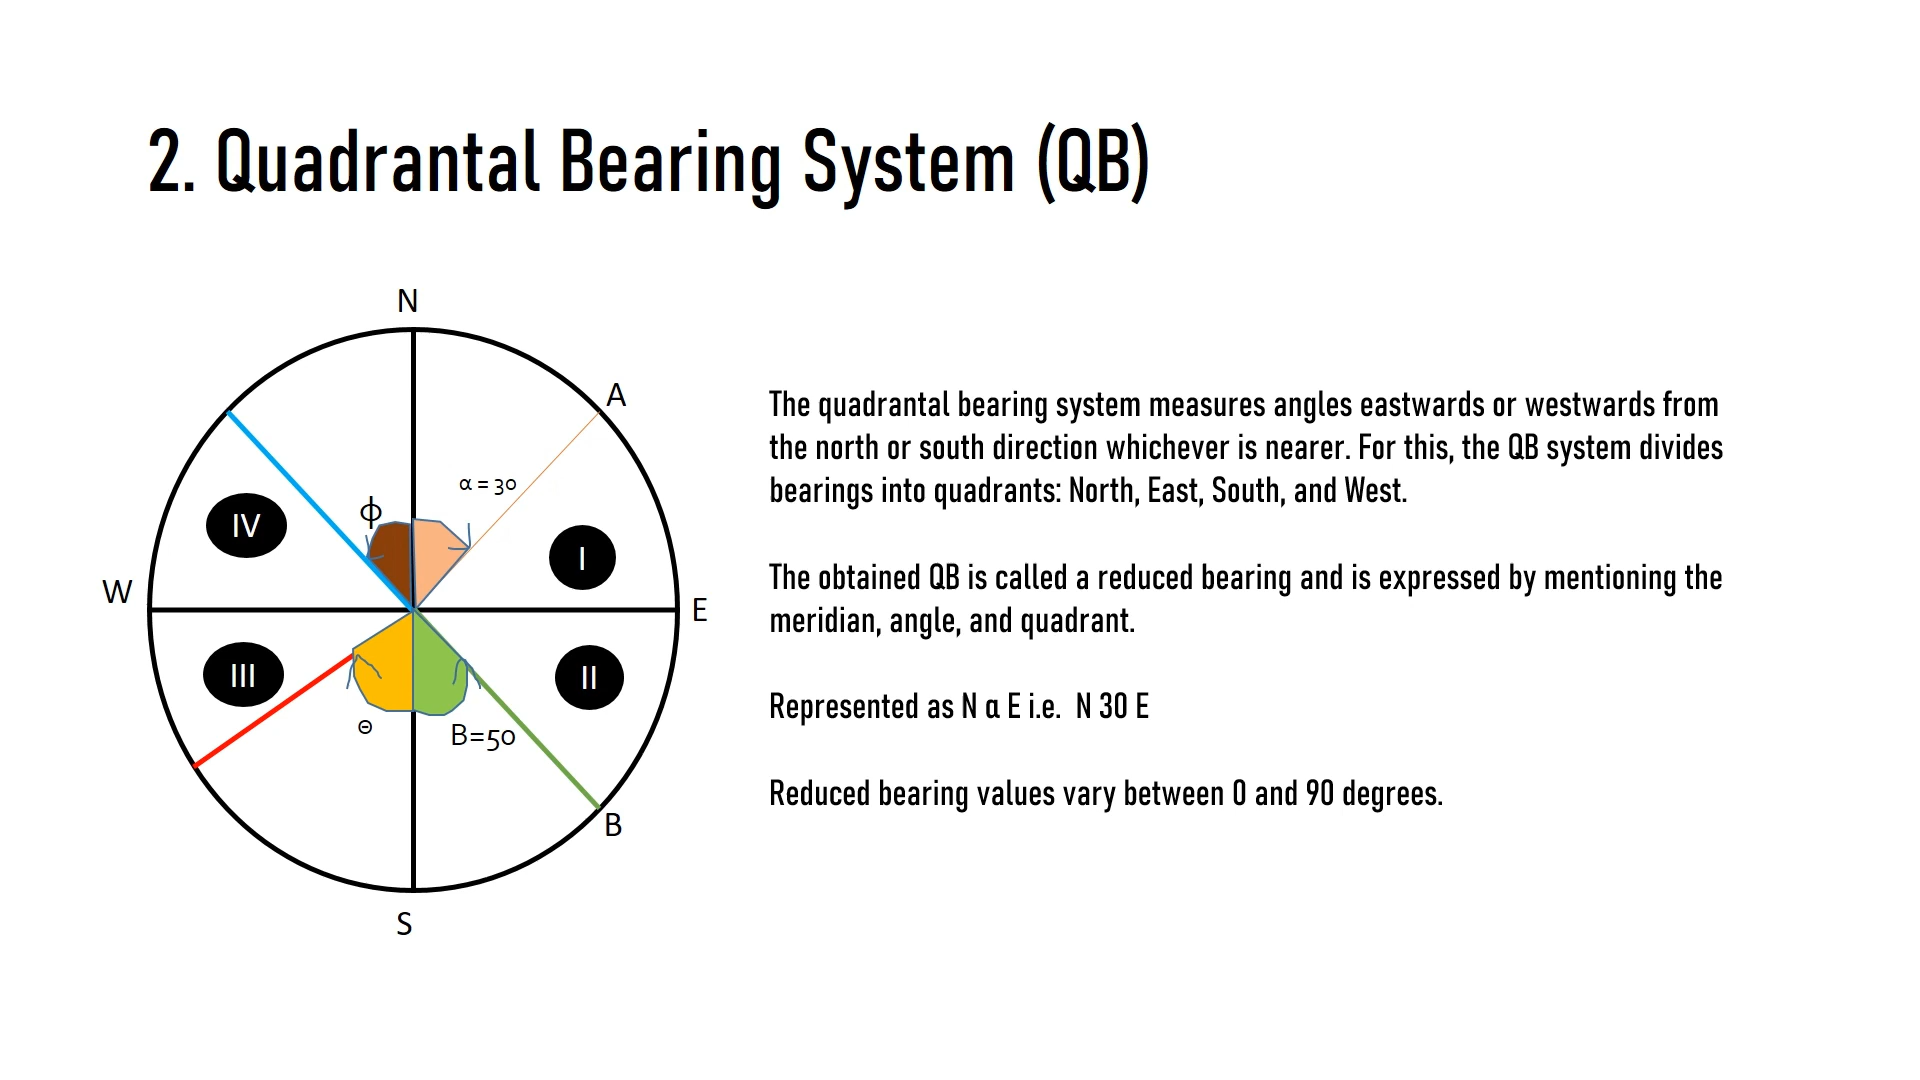 2. Quadrantal Bearing System (QB)
N
A
α = 30
ϕ
IV
I
W
E
III
II
Θ
B=50
B
S
The quadrantal bearing system measures angles eastwards or westwards from
the north or south direction whichever is nearer. For this, the QB system divides
bearings into quadrants: North, East, South, and West.
The obtained QB is called a reduced bearing and is expressed by mentioning the
meridian, angle, and quadrant.
Represented as N α E i.e. N 30 E
Reduced bearing values vary between 0 and 90 degrees.